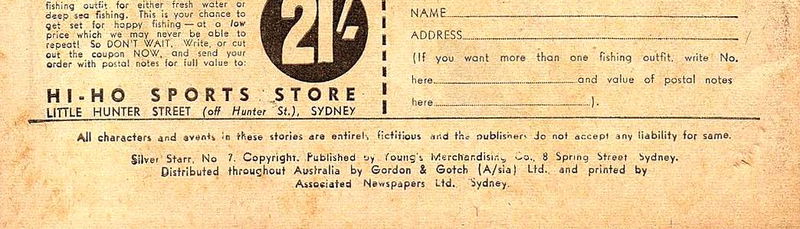 fishing outfit for either fresh water or
deep sea fishing. This is your chance to
get set for happy fishing — at a low
price which we may never be able to
repeat! So DON'T WAIT. Write, or cut
out the coupon NOW, and send your
order with postal notes for full value to:
21/-
HI-HO SPORTS STORE
LITTLE HUNTER STREET (off Hunter St.), SYDNEY
NAME
ADDRESS
(If you want more than one fishing outfit, write No.
here and value of postal notes
here ).
All characters and events in these stories are entirely fictitious and the publishers do not accept any liability for same.
Silver Starr, No 7. Copyright. Published by Young's Merchandising Co., 8 Spring Street Sydney.
Distributed throughout Australia by Gordon & Gotch (A/sia) Ltd. and printed by
Associated Newspapers Ltd. Sydney.